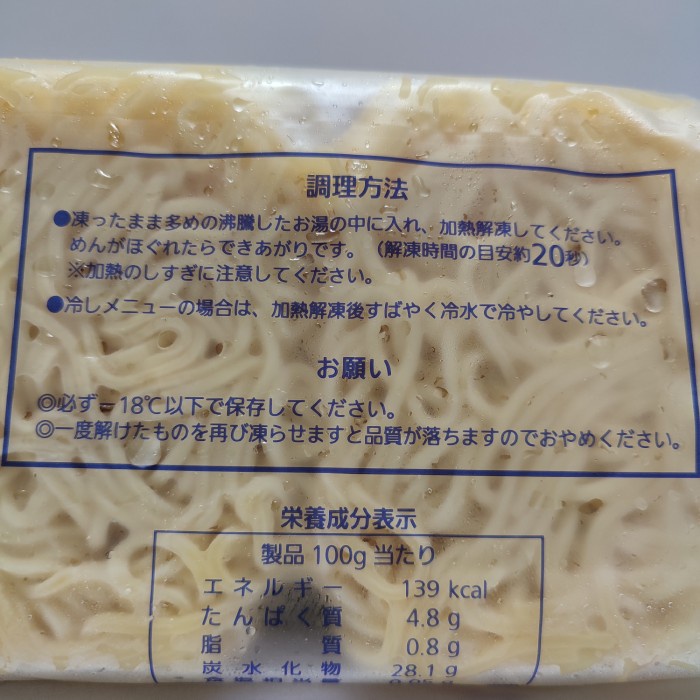 調理方法
●凍ったまま多めの沸騰したお湯の中に入れ、加熱解凍してください。
めんがほぐれたらできあがりです。(解凍時間の目安約20秒)
※加熱のしすぎに注意してください。
●冷しメニューの場合は、加熱解凍後すばやく冷水で冷やしてください。
お願い
◎必ず－18℃以下で保存してください。
◎一度解けたものを再び凍らせますと品質が落ちますのでおやめください。
栄養成分表示
製品100g当たり
エネルギー 139 kcal
たんぱく質 4.8 g
脂質 0.8 g
炭水化物 28.1 g